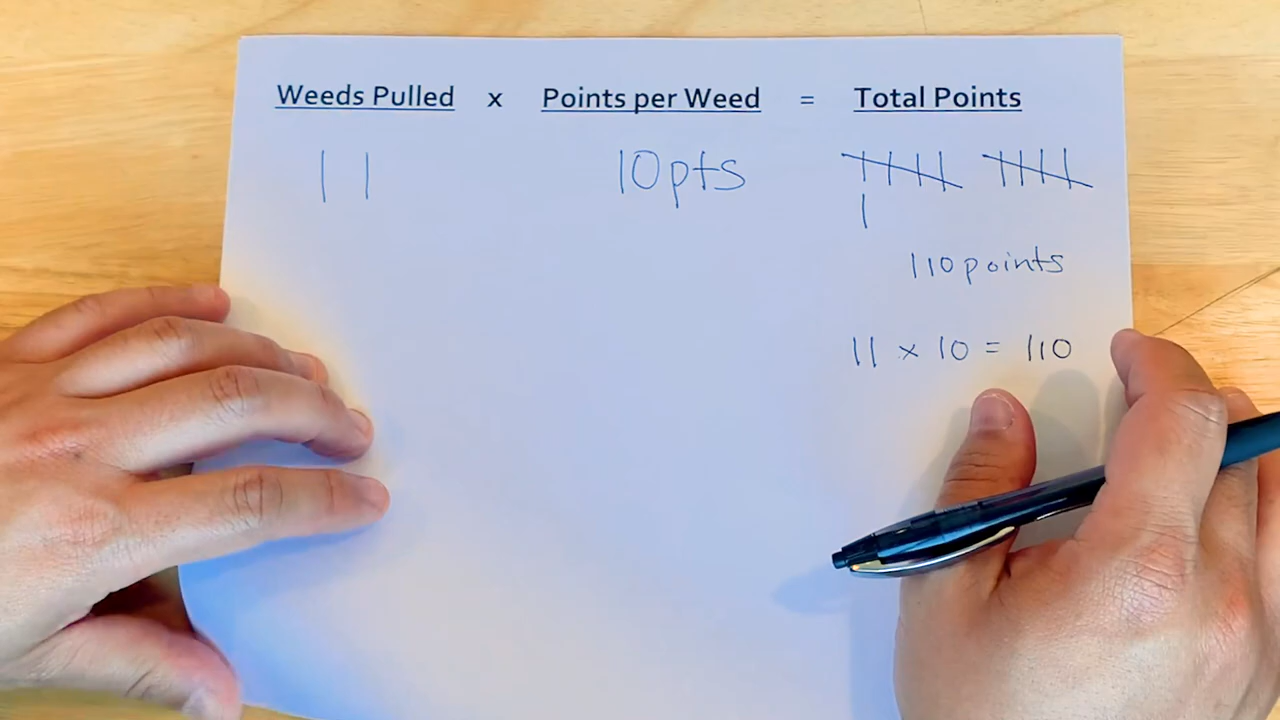 Weeds Pulled x Points per Weed = Total Points
11 10pts
110 points
11 x 10 = 110